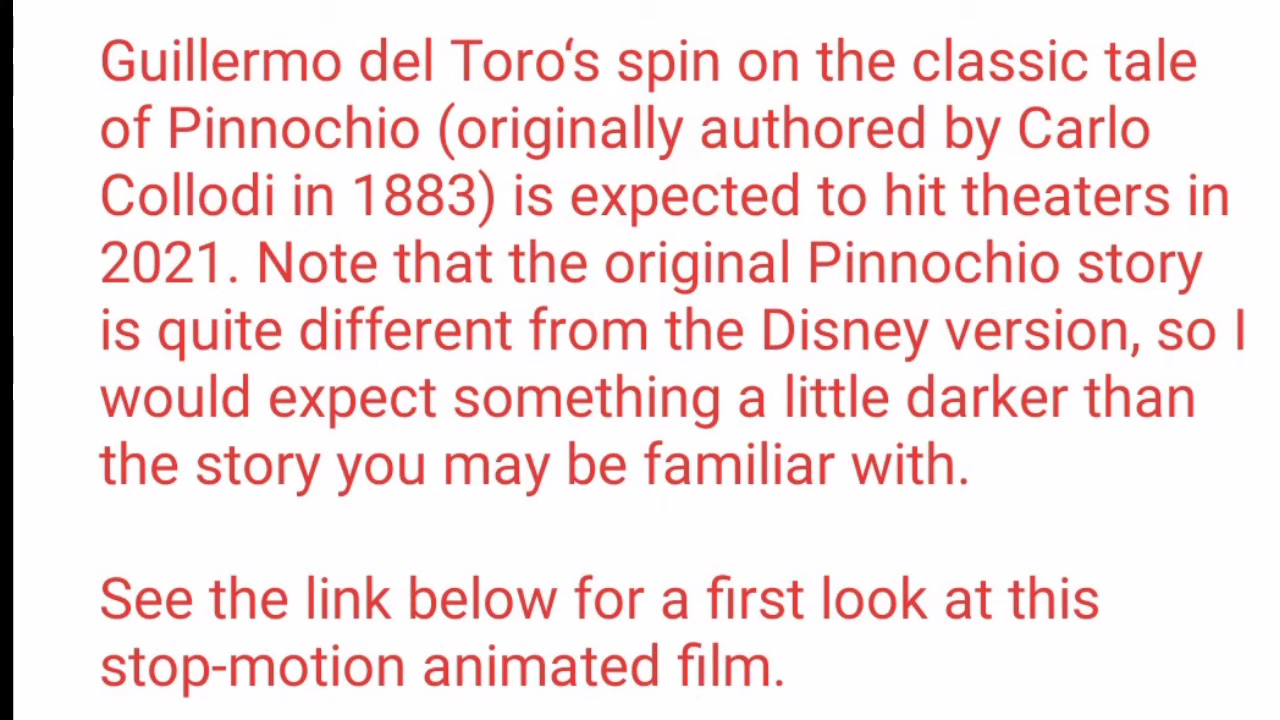 Guillermo del Toro‘s spin on the classic tale
of Pinnochio (originally authored by Carlo
Collodi in 1883) is expected to hit theaters in
2021. Note that the original Pinnochio story
is quite different from the Disney version, so I
would expect something a little darker than
the story you may be familiar with.
See the link below for a first look at this
stop-motion animated film.